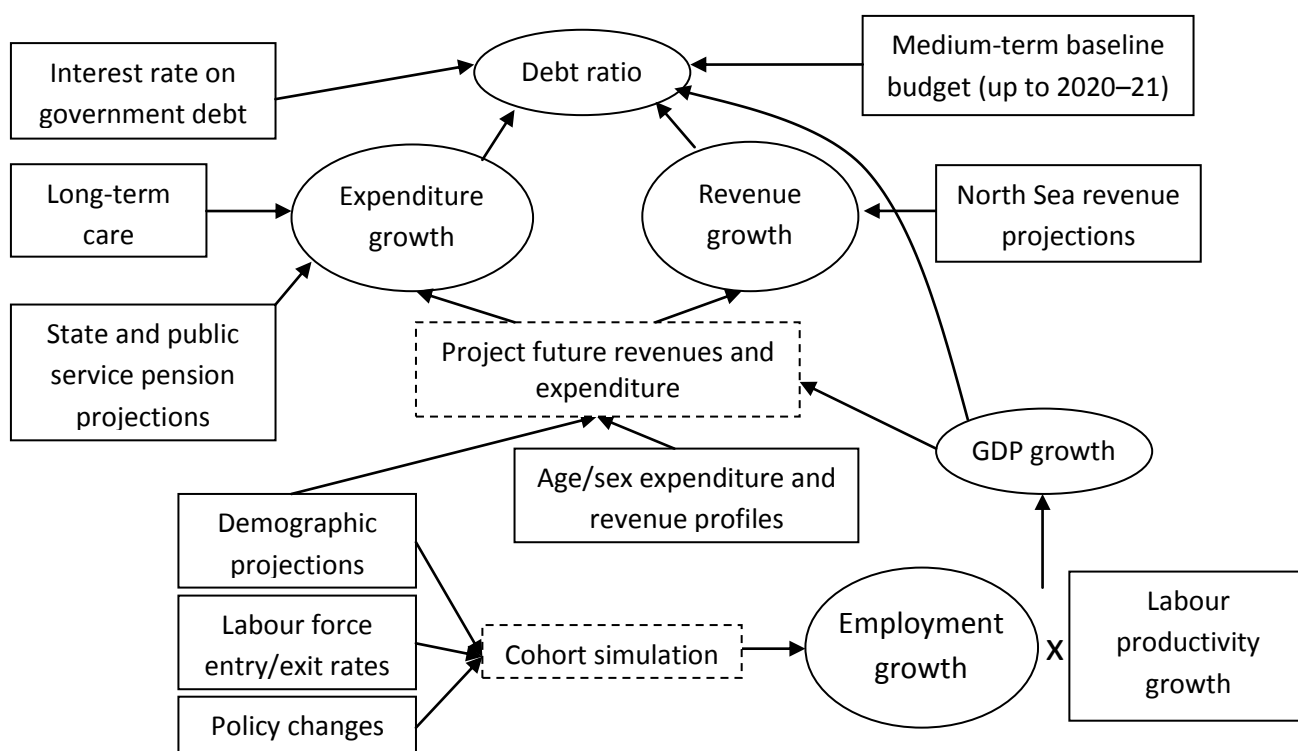 Interest rate on
government debt
Debt ratio
Medium-term baseline
budget (up to 2020–21)
Long-term
care
Expenditure
growth
Revenue
growth
North Sea revenue
projections
State and public
service pension
projections
Project future revenues and
expenditure
GDP growth
Age/sex expenditure and
revenue profiles
Demographic
projections
Labour force
entry/exit rates
Policy changes
Cohort simulation
Employment
growth
x
Labour
productivity
growth